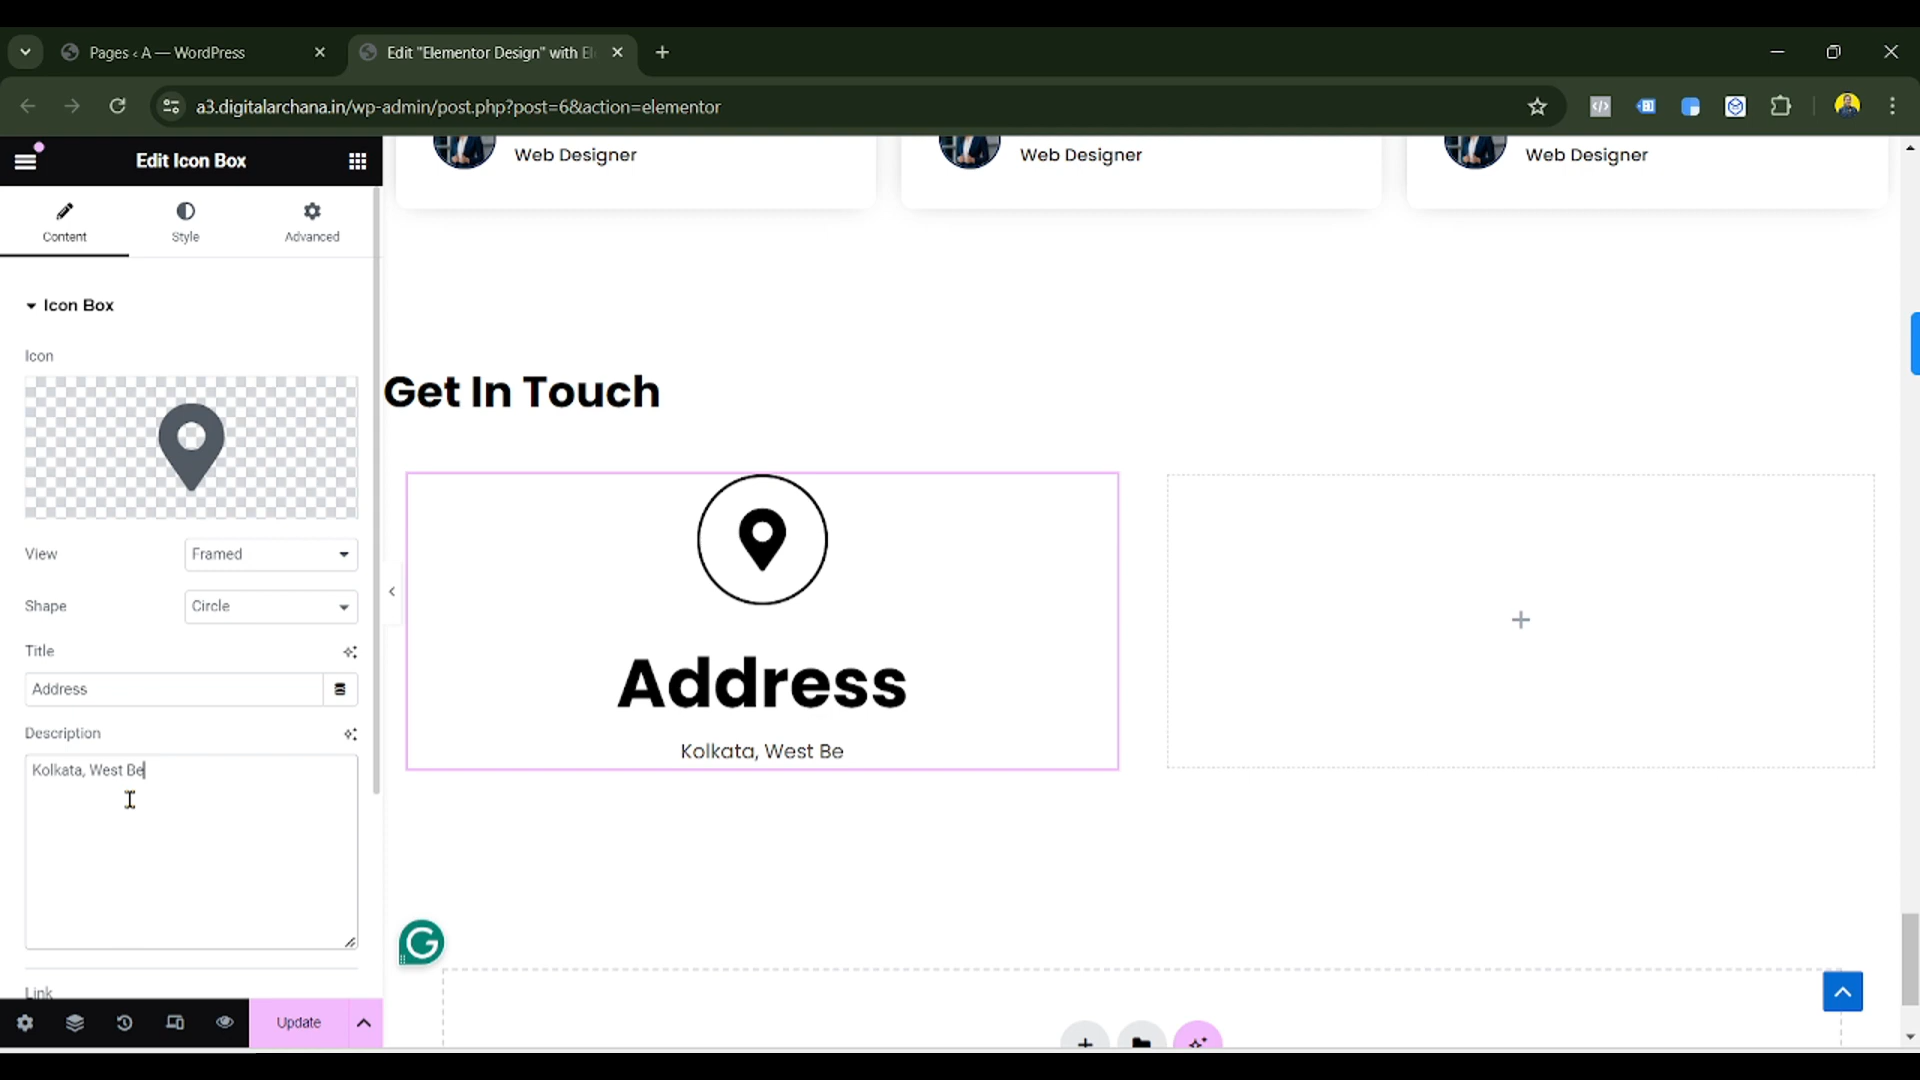 Pages ‹ A — WordPress
Edit "Elementor Design" with El
a3.digitalarchana.in/wp-admin/post.php?post=6&action=elementor
Edit Icon Box
Content
Style
Advanced
Icon Box
Icon
View
Framed
Shape
Circle
Title
Address
Description
Kolkata, West Be
Link
Update
Web Designer
Web Designer
Web Designer
Get In Touch
Address
Kolkata, West Be